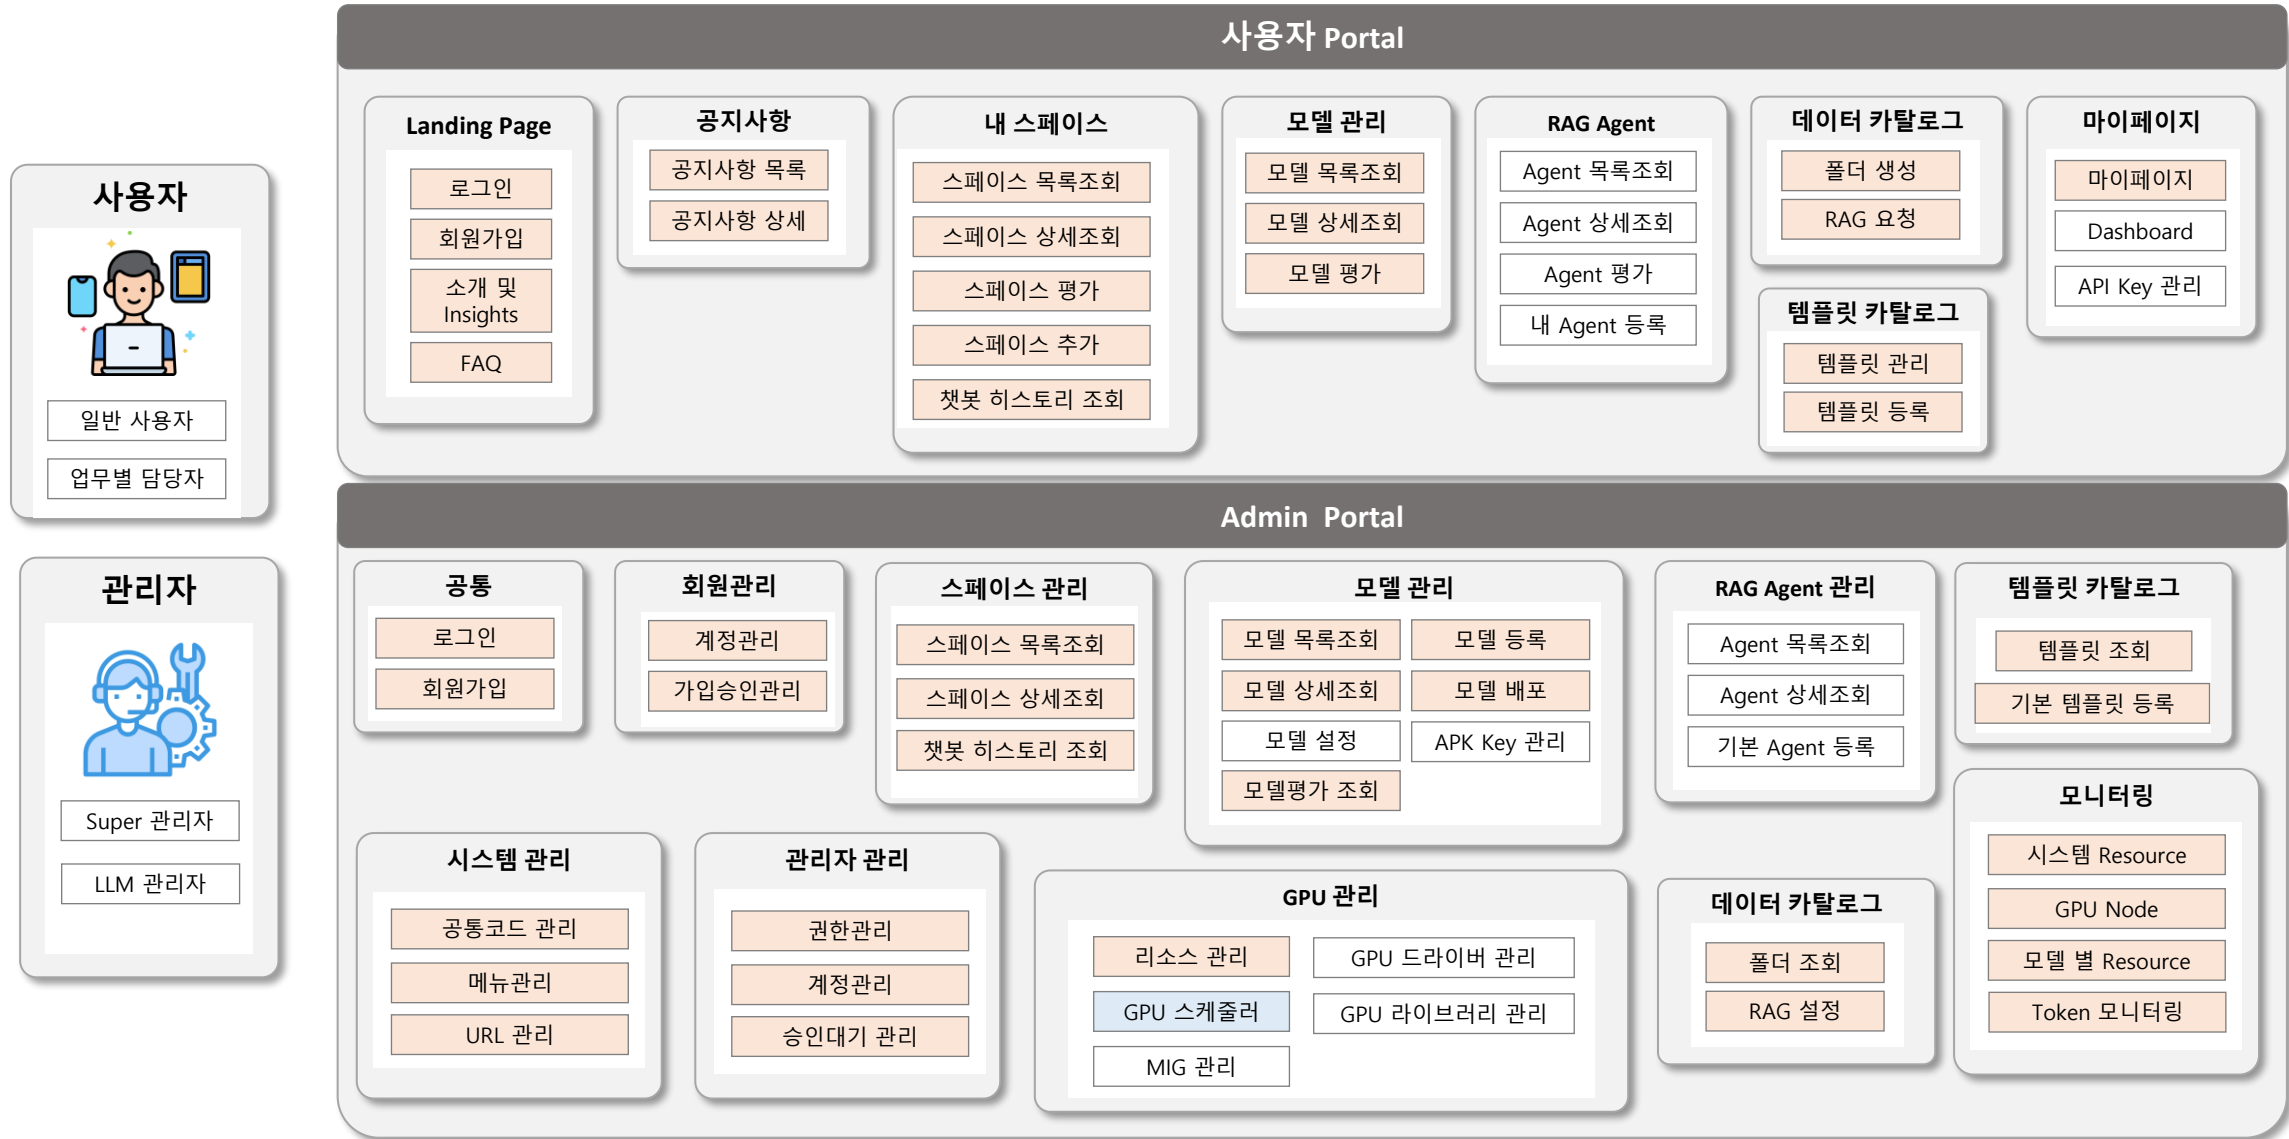 사용자
일반 사용자
업무별 담당자
관리자
Super 관리자
LLM 관리자
사용자 Portal
Landing Page
로그인
회원가입
소개 및
Insights
FAQ
공지사항
공지사항 목록
공지사항 상세
내 스페이스
스페이스 목록조회
스페이스 상세조회
스페이스 평가
스페이스 추가
챗봇 히스토리 조회
모델 관리
모델 목록조회
모델 상세조회
모델 평가
RAG Agent
Agent 목록조회
Agent 상세조회
Agent 평가
내 Agent 등록
데이터 카탈로그
폴더 생성
RAG 요청
템플릿 카탈로그
템플릿 관리
템플릿 등록
마이페이지
마이페이지
Dashboard
API Key 관리
Admin Portal
공통
로그인
회원가입
회원관리
계정관리
가입승인관리
스페이스 관리
스페이스 목록조회
스페이스 상세조회
챗봇 히스토리 조회
모델 관리
모델 목록조회
모델 등록
모델 상세조회
모델 배포
모델 설정
APK Key 관리
모델평가 조회
RAG Agent 관리
Agent 목록조회
Agent 상세조회
기본 Agent 등록
템플릿 카탈로그
템플릿 조회
기본 템플릿 등록
시스템 관리
공통코드 관리
메뉴관리
URL 관리
관리자 관리
권한관리
계정관리
승인대기 관리
GPU 관리
리소스 관리
GPU 드라이버 관리
GPU 스케줄러
GPU 라이브러리 관리
MIG 관리
데이터 카탈로그
폴더 조회
RAG 설정
모니터링
시스템 Resource
GPU Node
모델 별 Resource
Token 모니터링